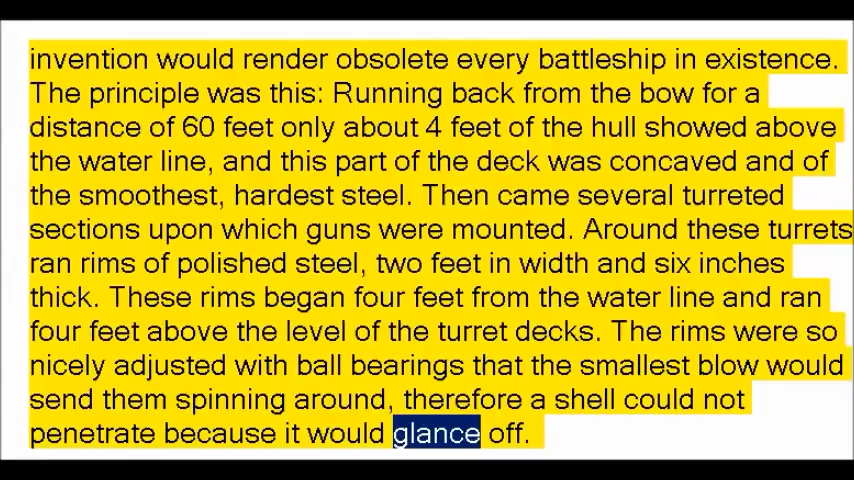 invention would render obsolete every battleship in existence.
The principle was this: Running back from the bow for a
distance of 60 feet only about 4 feet of the hull showed above
the water line, and this part of the deck was concaved and of
the smoothest, hardest steel. Then came several turreted
sections upon which guns were mounted. Around these turrets
ran rims of polished steel, two feet in width and six inches
thick. These rims began four feet from the water line and ran
four feet above the level of the turret decks. The rims were so
nicely adjusted with ball bearings that the smallest blow would
send them spinning around, therefore a shell could not
penetrate because it would glance off.